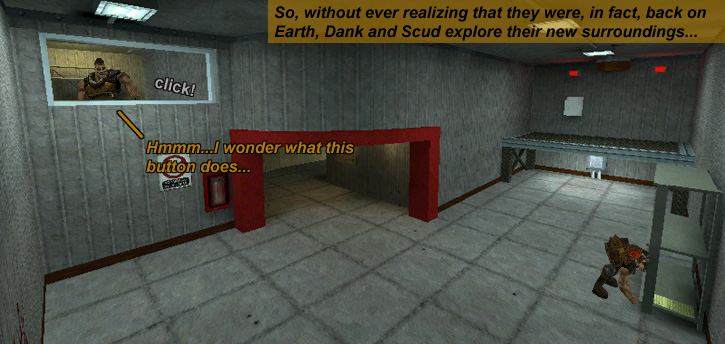 So, without ever realizing that they were, in fact, back on
Earth, Dank and Scud explore their new surroundings...
click!
Hmmm...I wonder what this
button does...